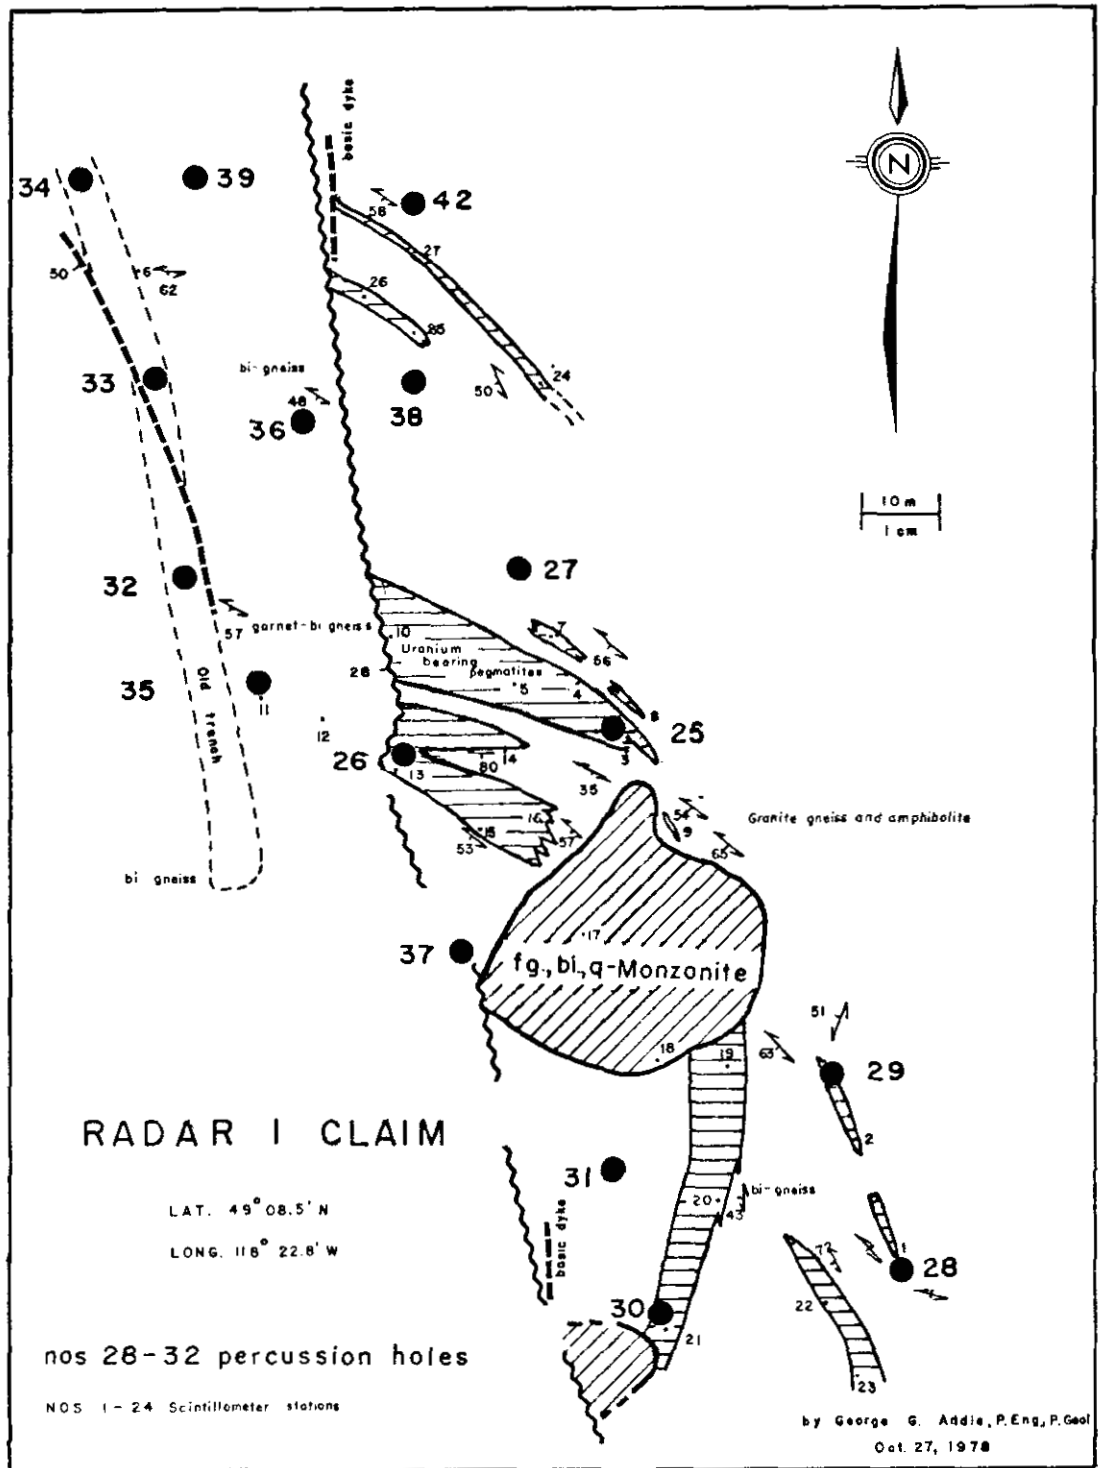 basic dyke
N
34
39
42
58
27
50
6
62
26
85
24
50
33
bi-gneiss
48
36
38
10 m
1 cm
27
32
57
garnet-bi gneiss
10
Uranium
bearing
pegmatites
7
56
28
5
4
8
35
11
Old trench
12
25
3
26
13
80
14
35
54
9
Granite gneiss and amphibolite
65
15
16
53
57
bi gneiss
37
17
fg., bi., q-Monzonite
51
18
19
63
29
2
RADAR 1 CLAIM
31
bi-gneiss
20
43
LAT. 49° 08.5' N
LONG. 118° 22.8' W
basic dyke
72
1
28
22
30
21
23
nos 28-32 percussion holes
NOS 1-24 Scintillometer stations
by George G. Addie, P.Eng., P.Geol
Oct. 27, 1978